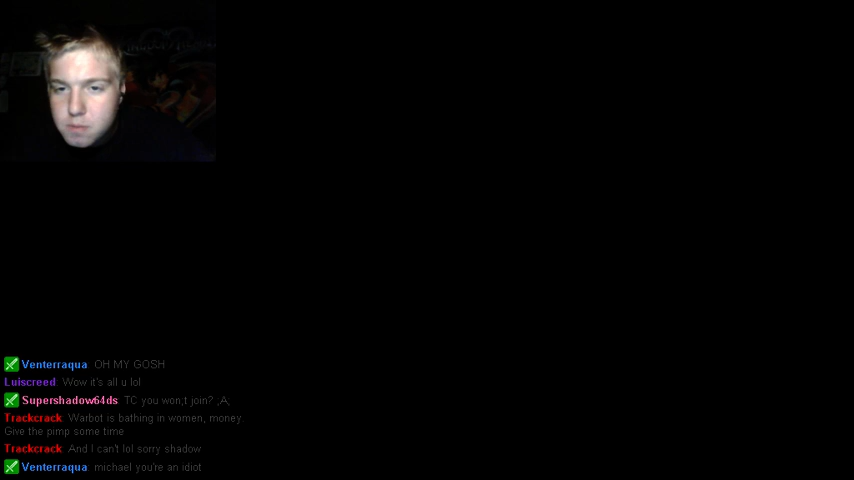 Venterraqua: OH MY GOSH
Luiscreed: Wow it's all u lol
Supershadow64ds: TC you won,t join? ,A,
Trackcrack: Warbot is bathing in women, money.
Give the pimp some time
Trackcrack: And I can't lol sorry shadow
Venterraqua: michael you're an idiot